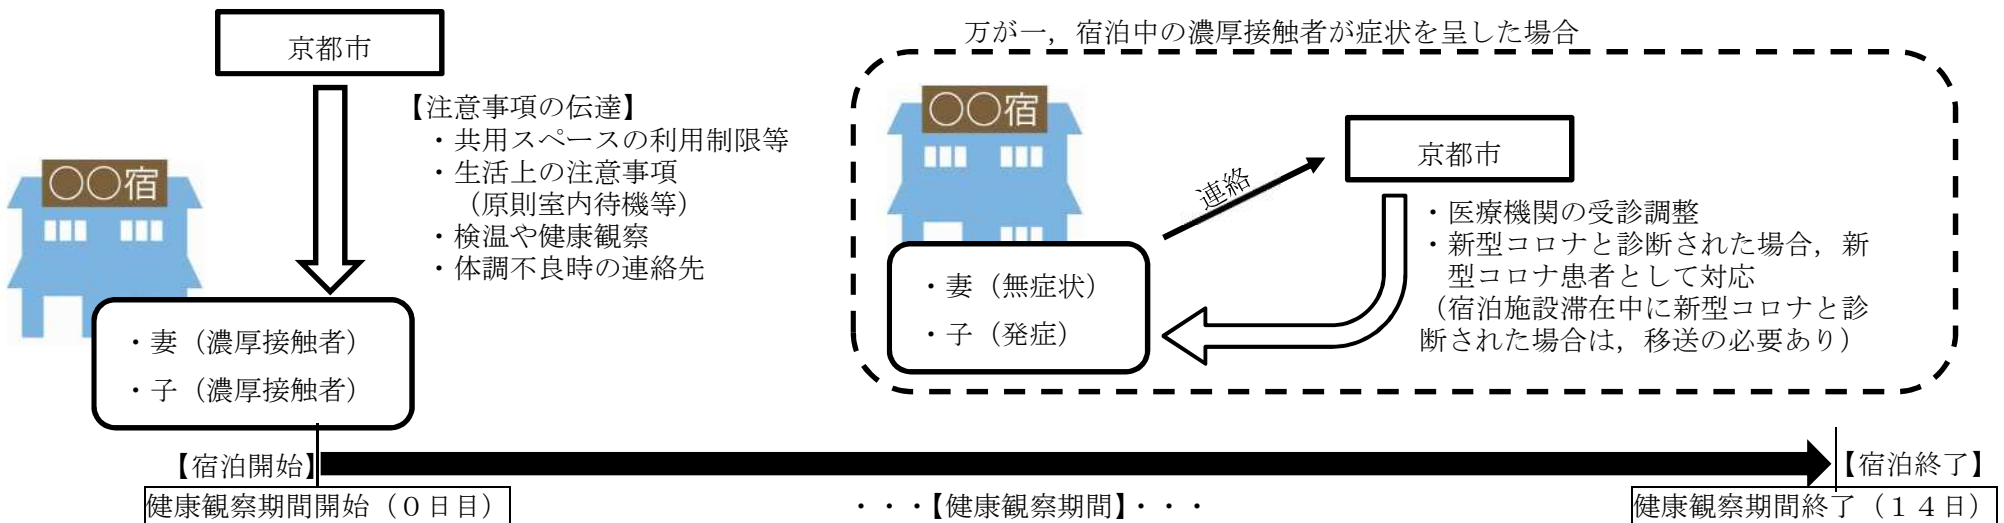 京都市
【注意事項の伝達】
・共用スペースの利用制限等
・生活上の注意事項
（原則室内待機等）
・検温や健康観察
・体調不良時の連絡先
〇〇宿
・妻（濃厚接触者）
・子（濃厚接触者）
万が一，宿泊中の濃厚接触者が症状を呈した場合
〇〇宿
連絡
京都市
・妻（無症状）
・子（発症）
・医療機関の受診調整
・新型コロナと診断された場合，新
型コロナ患者として対応
（宿泊施設滞在中に新型コロナと診
断された場合は，移送の必要あり）
【宿泊開始】
【宿泊終了】
健康観察期間開始（０日目）
・・・【健康観察期間】・・・
健康観察期間終了（１４日）